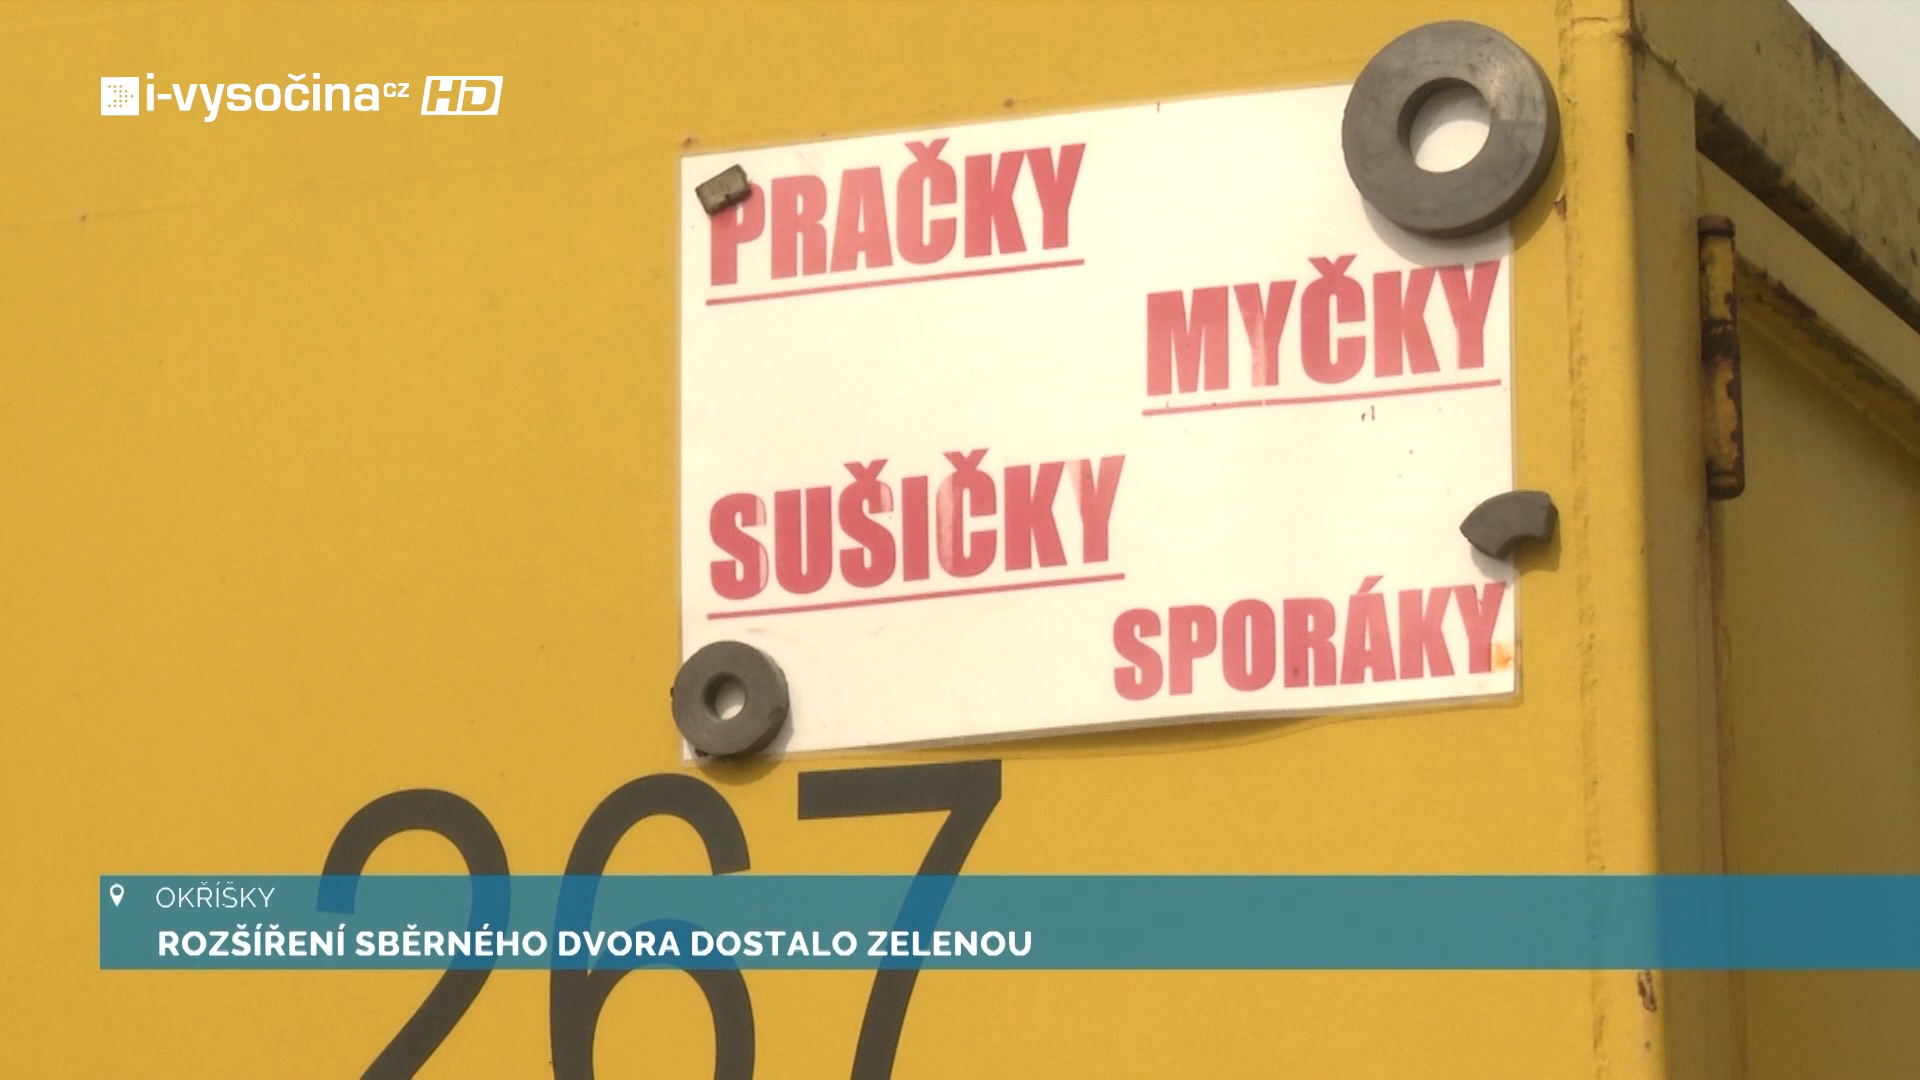 i-vysočina cz HD
PRAČKY
MYČKY
SUŠIČKY
SPORÁKY
267
OKŘÍŠKY
ROZŠÍŘENÍ SBĚRNÉHO DVORA DOSTALO ZELENOU